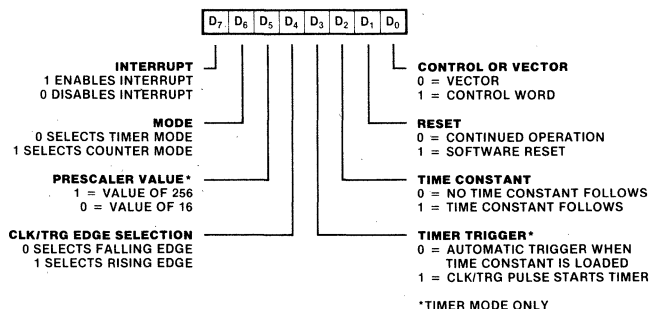 D7 D6 D5 D4 D3 D2 D1 D0
INTERRUPT
1 ENABLES INTERRUPT
0 DISABLES INTERRUPT
MODE
0 SELECTS TIMER MODE
1 SELECTS COUNTER MODE
PRESCALER VALUE*
1 = VALUE OF 256
0 = VALUE OF 16
CLK/TRG EDGE SELECTION
0 SELECTS FALLING EDGE
1 SELECTS RISING EDGE
CONTROL OR VECTOR
0 = VECTOR
1 = CONTROL WORD
RESET
0 = CONTINUED OPERATION
1 = SOFTWARE RESET
TIME CONSTANT
0 = NO TIME CONSTANT FOLLOWS
1 = TIME CONSTANT FOLLOWS
TIMER TRIGGER*
0 = AUTOMATIC TRIGGER WHEN
TIME CONSTANT IS LOADED
1 = CLK/TRG PULSE STARTS TIMER
*TIMER MODE ONLY